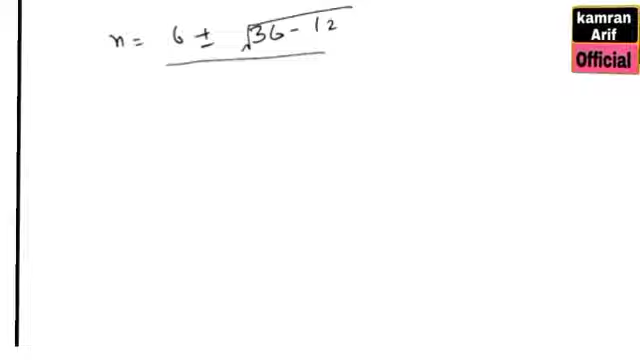 n = 6 ± √36 - 12
kamran
Arif
Official